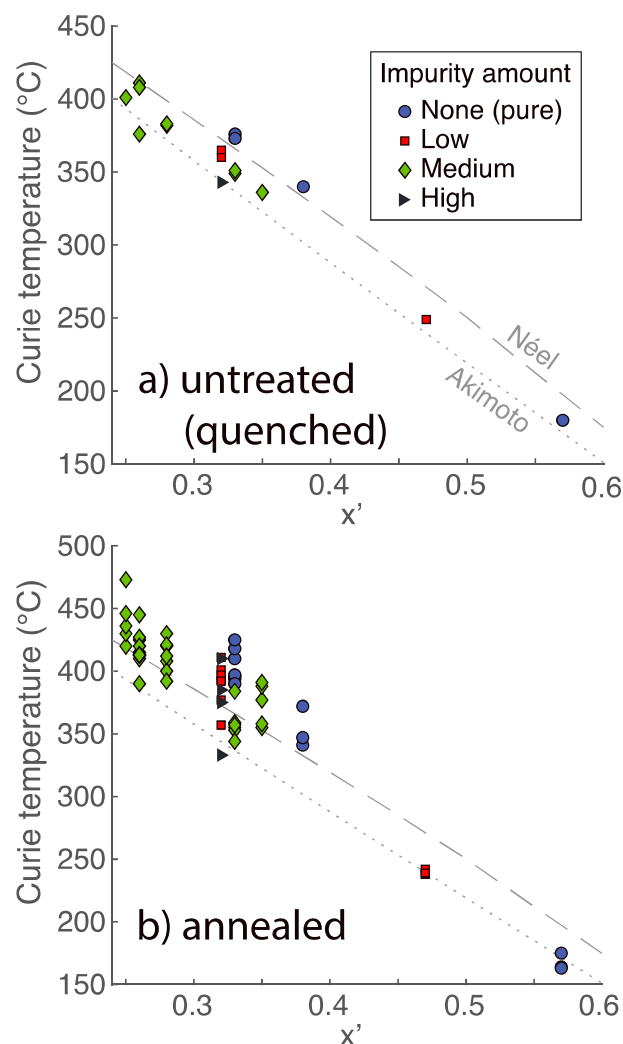 450
400
350
300
250
200
150
Curie temperature (°C)
Impurity amount
None (pure)
Low
Medium
High
Néel
Akimoto
a) untreated
(quenched)
0.3
0.4
0.5
0.6
x’
500
450
400
350
300
250
200
150
Curie temperature (°C)
b) annealed
0.3
0.4
0.5
0.6
x’